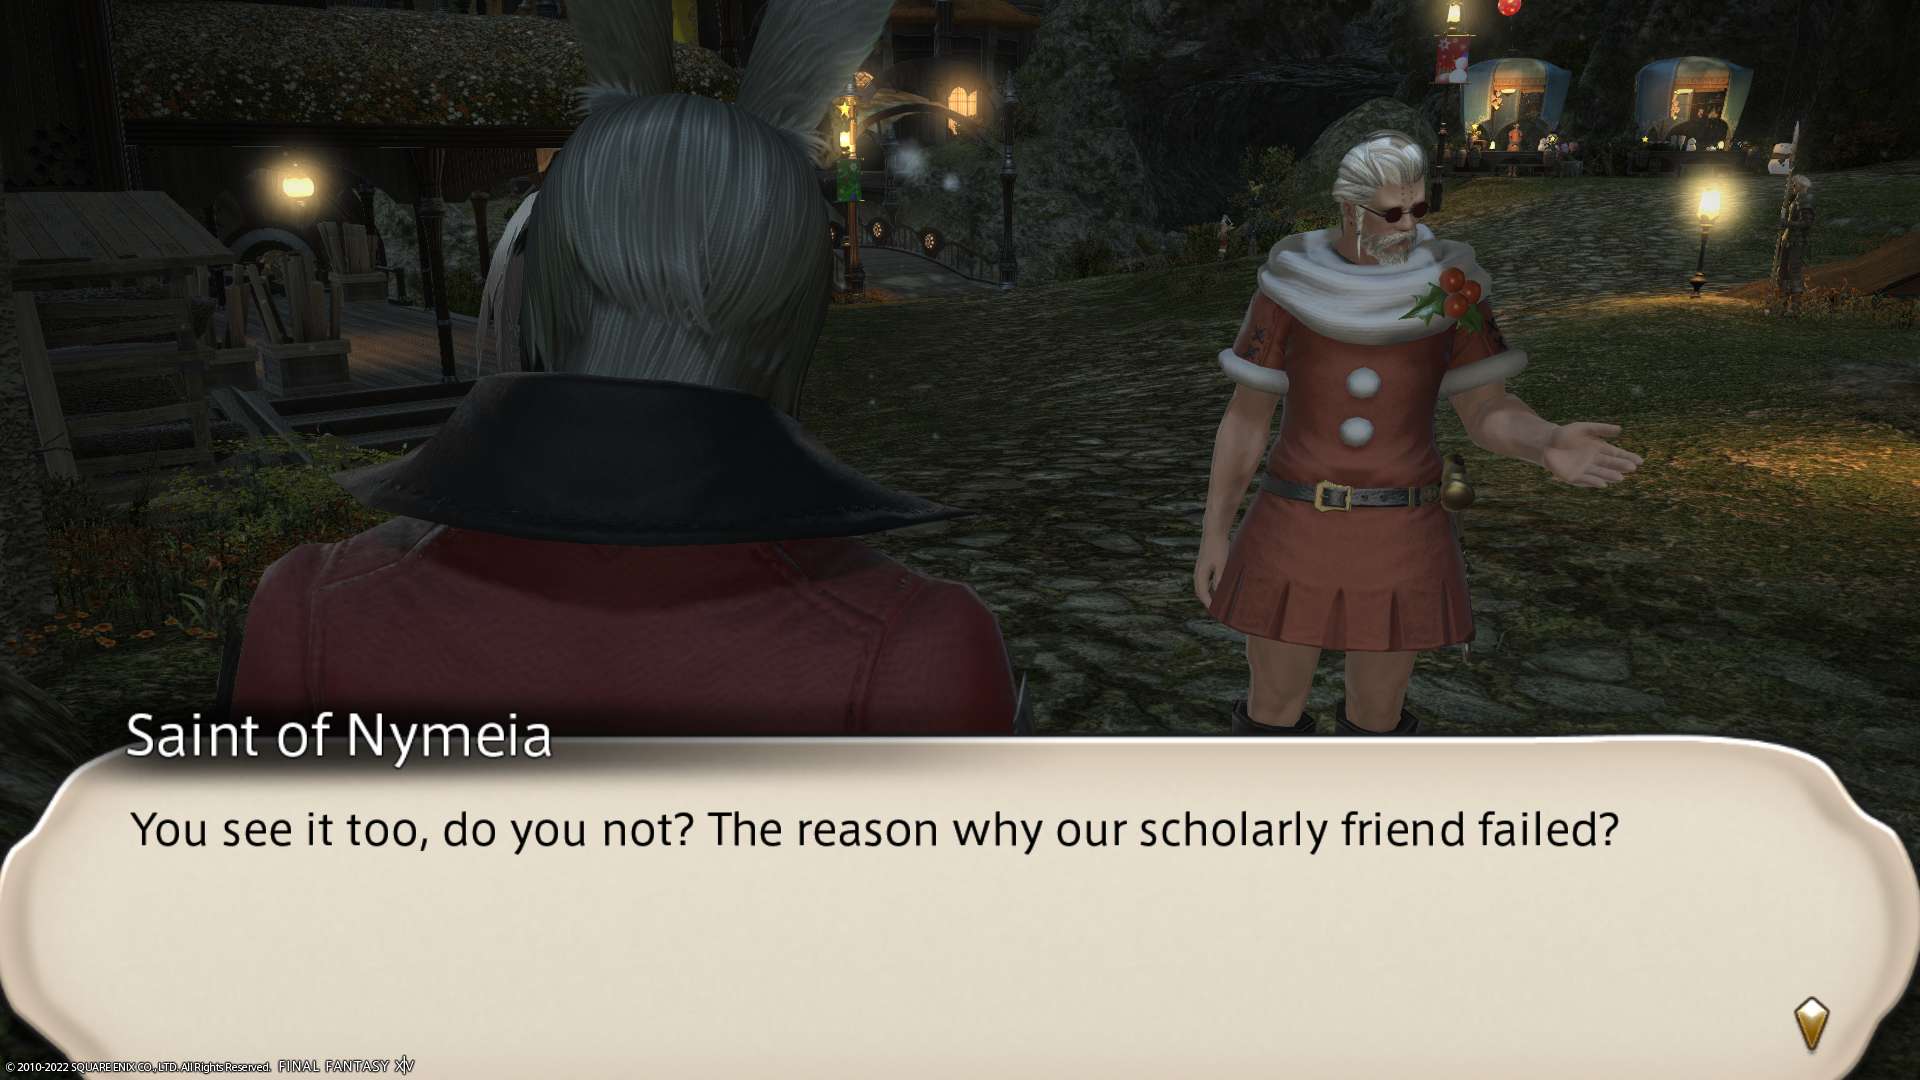 Saint of Nymeia
You see it too, do you not? The reason why our scholarly friend failed?
© 2010-2022 SQUARE ENIX CO., LTD. All Rights Reserved. FINAL FANTASY XIV